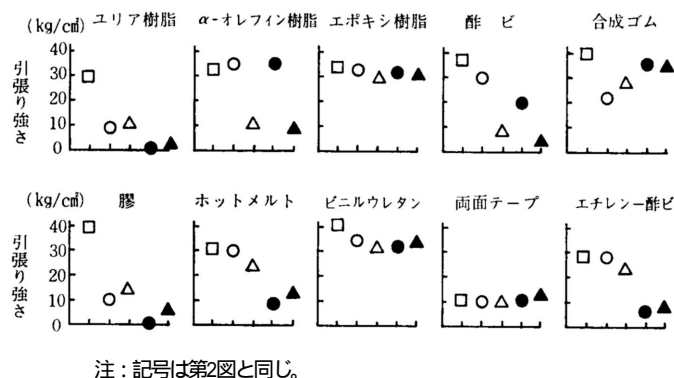 (kg/c㎡) ユリア樹脂 α-オレフィン樹脂 エポキシ樹脂 酢ビ 合成ゴム
引張り強さ
40
30
20
10
0
(kg/c㎡) 膠 ホットメルト ビニルウレタン 両面テープ エチレン−酢ビ
引張り強さ
40
30
20
10
0
注：記号は第2図と同じ。